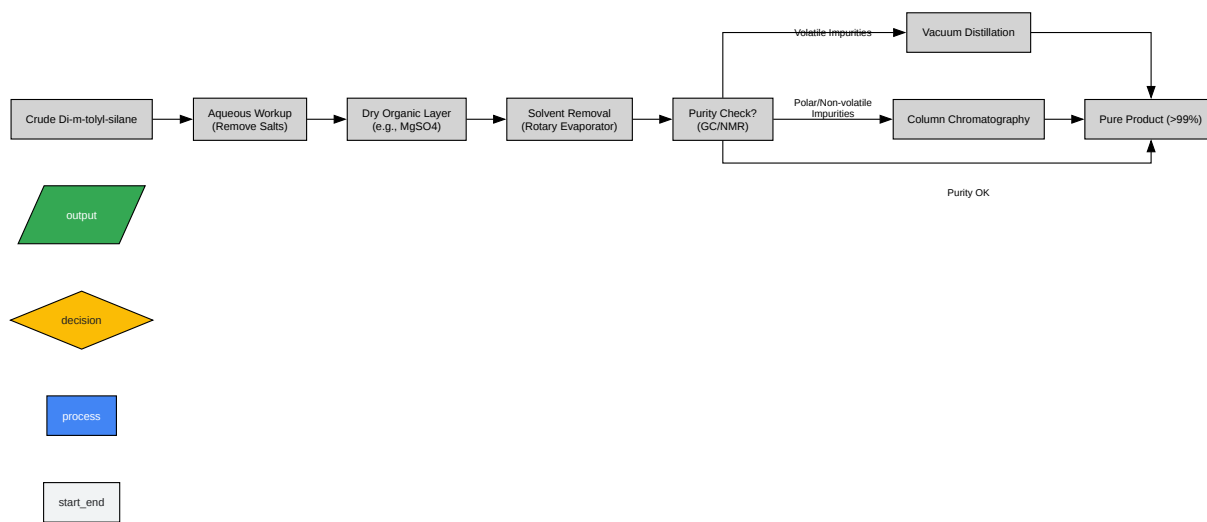 Volatile Impurities
Vacuum Distillation
Crude Di-m-tolyl-silane
Aqueous Workup
(Remove Salts)
Dry Organic Layer
(e.g., MgSO4)
Solvent Removal
(Rotary Evaporator)
Purity Check?
(GC/NMR)
Polar/Non-volatile
Impurities
Column Chromatography
Pure Product (>99%)
Purity OK
output
decision
process
start_end